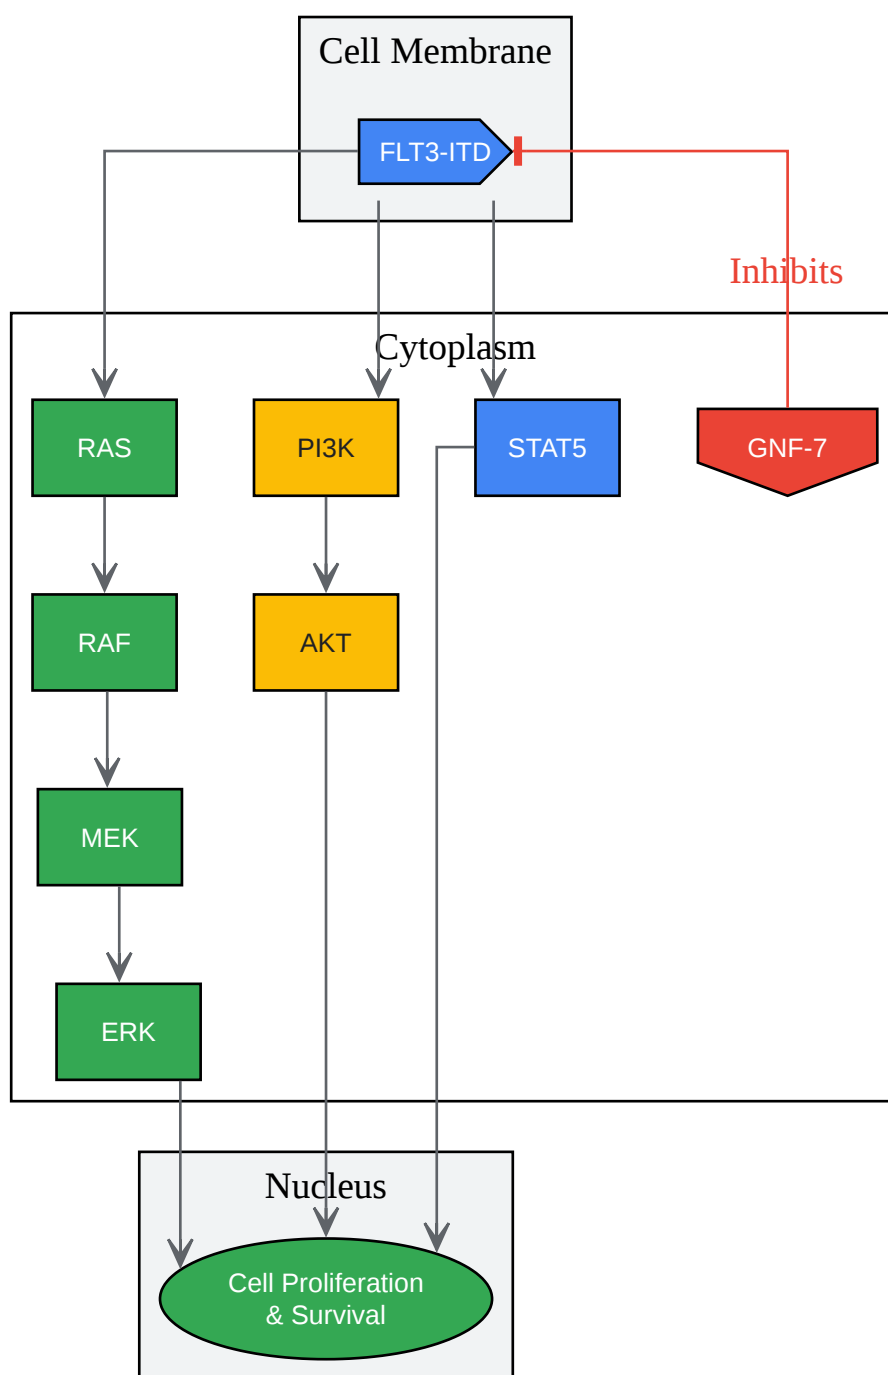 Cell Membrane
FLT3-ITD
Inhibits
Cytoplasm
RAS
PI3K
STAT5
GNF-7
RAF
AKT
MEK
ERK
Nucleus
Cell Proliferation
& Survival